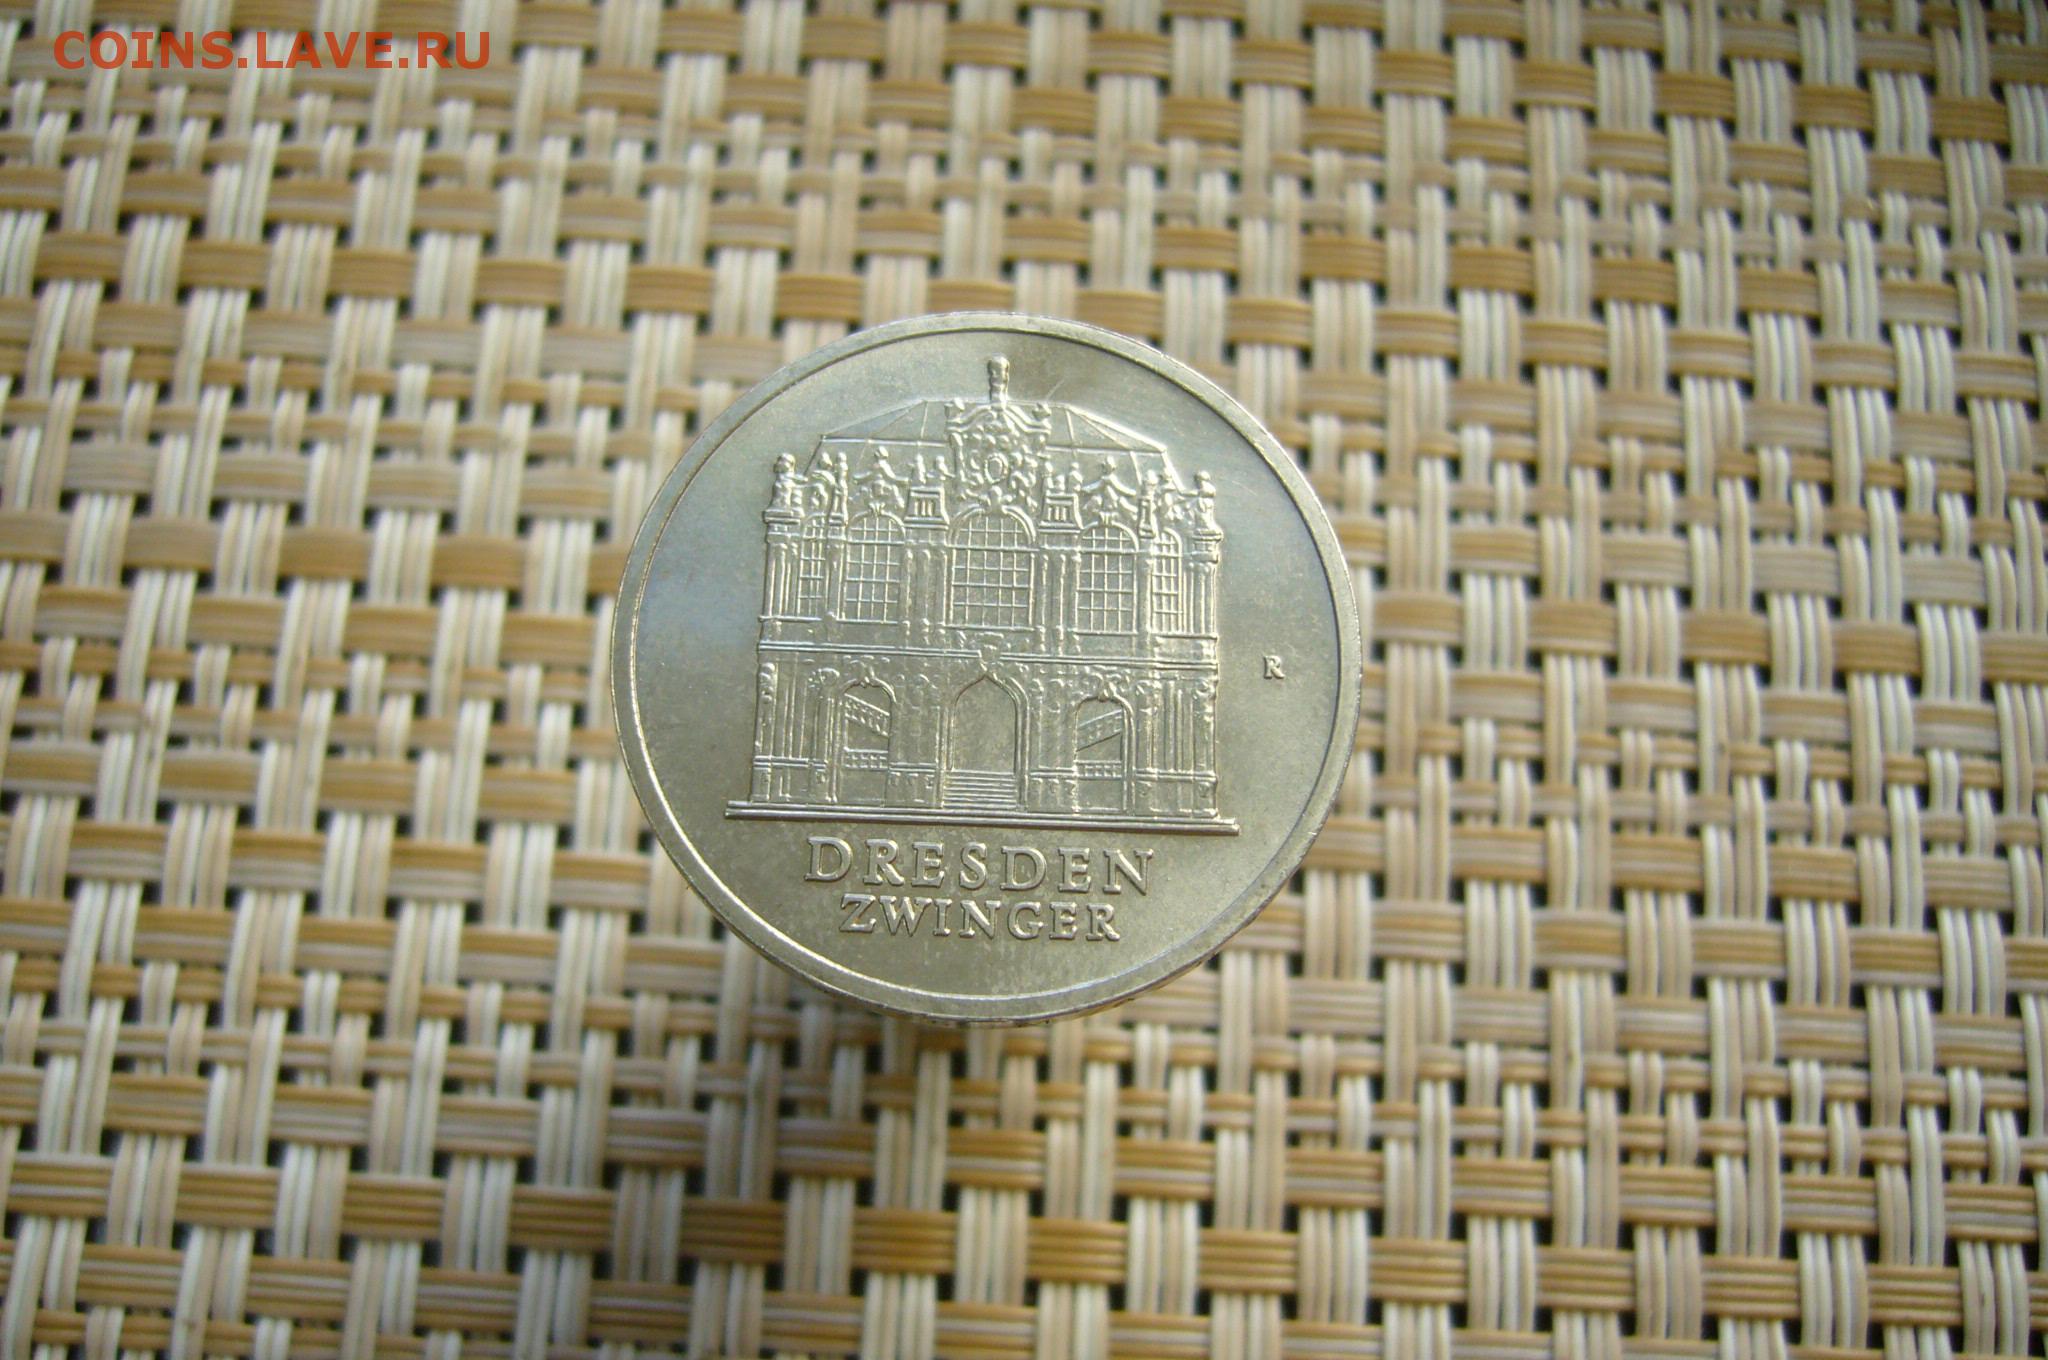 COINS.LAVE.RU
R
DRESDEN
ZWINGER